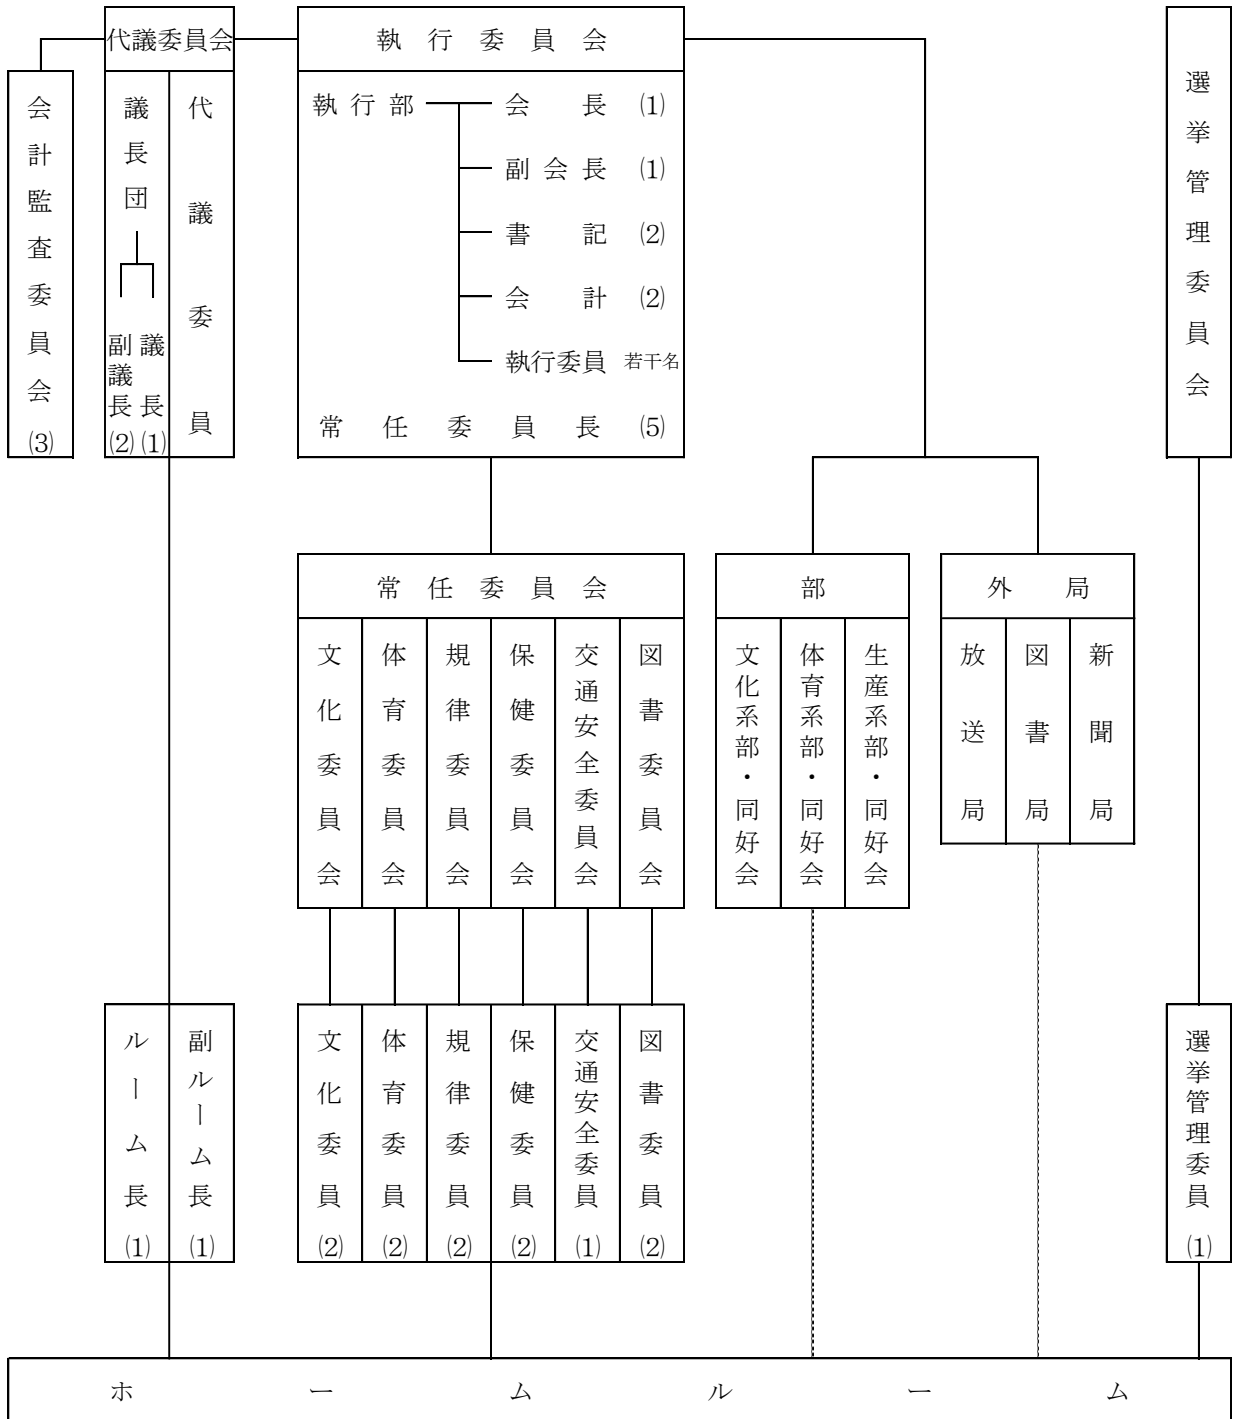 代議委員会
会計監査委員会(3)
議長団
議長(1)
副議長(2)
代議委員
執行委員会
執行部
会長(1)
副会長(1)
書記(2)
会計(2)
執行委員 若干名
常任委員長(5)
選挙管理委員会
常任委員会
文化委員会
体育委員会
規律委員会
保健委員会
交通安全委員会
図書委員会
部
文化系部・同好会
体育系部・同好会
生産系部・同好会
外局
放送局
図書局
新聞局
ルーム長(1)
副ルーム長(1)
文化委員(2)
体育委員(2)
規律委員(2)
保健委員(2)
交通安全委員(1)
図書委員(2)
選挙管理委員(1)
ホームルーム